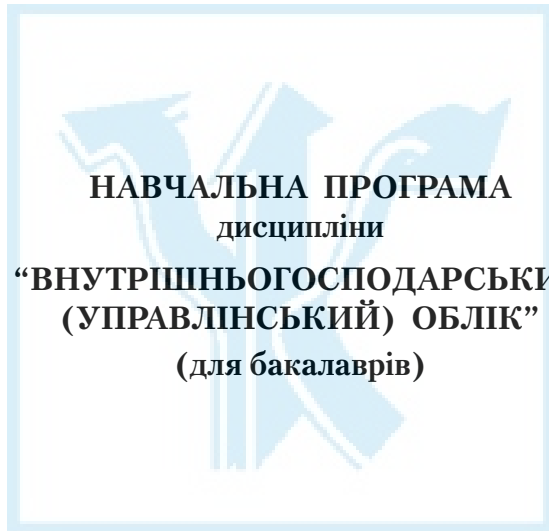 НАВЧАЛЬНА ПРОГРАМА
дисципліни
“ВНУТРІШНЬОГОСПОДАРСЬКИ
(УПРАВЛІНСЬКИЙ) ОБЛІК”
(для бакалаврів)